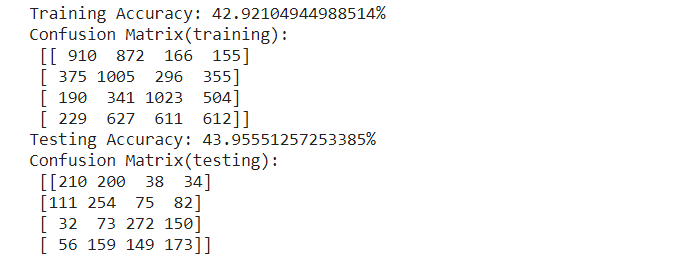 Training Accuracy: 42.92104944988514%
Confusion Matrix(training):
[[ 910 872 166 155]
[ 375 1005 296 355]
[ 190 341 1023 504]
[ 229 627 611 612]]
Testing Accuracy: 43.95551257253385%
Confusion Matrix(testing):
[[210 200 38 34]
[111 254 75 82]
[ 32 73 272 150]
[ 56 159 149 173]]